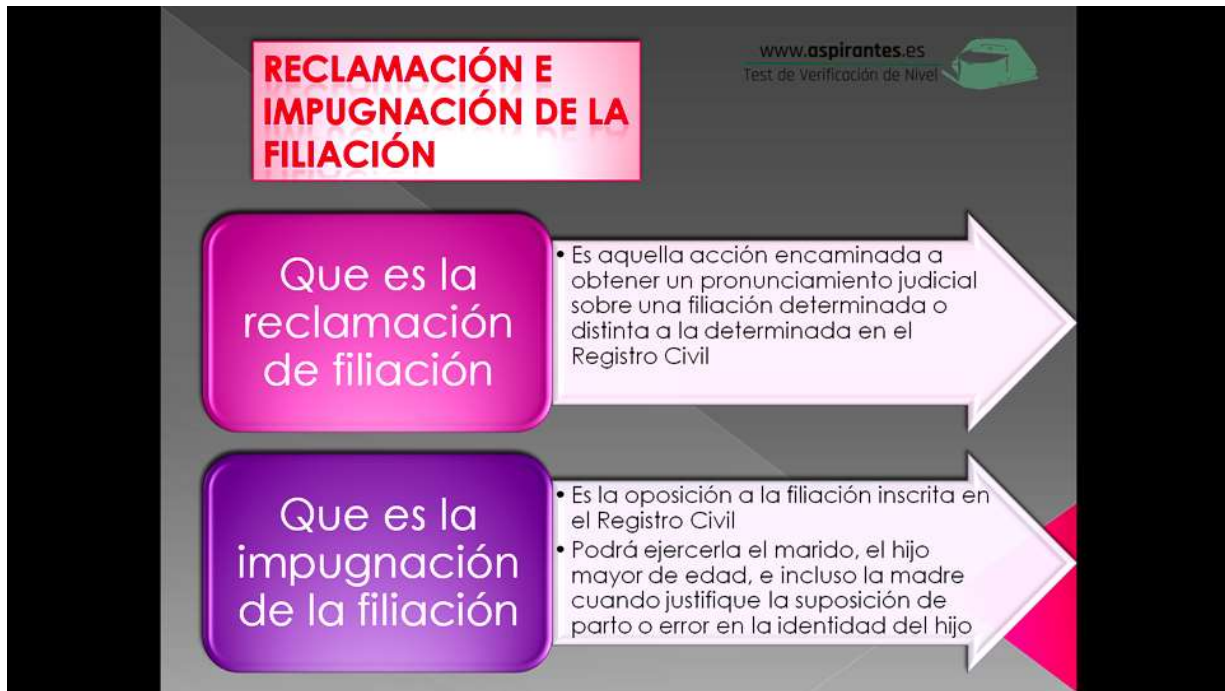 RECLAMACIÓN E
IMPUGNACIÓN DE LA
FILIACIÓN
www.aspirantes.es
Test de Verificación de Nivel
Que es la
reclamación
de filiación
• Es aquella acción encaminada a
obtener un pronunciamiento judicial
sobre una filiación determinada o
distinta a la determinada en el
Registro Civil
Que es la
impugnación
de la filiación
• Es la oposición a la filiación inscrita en
el Registro Civil
• Podrá ejercerla el marido, el hijo
mayor de edad, e incluso la madre
cuando justifique la suposición de
parto o error en la identidad del hijo